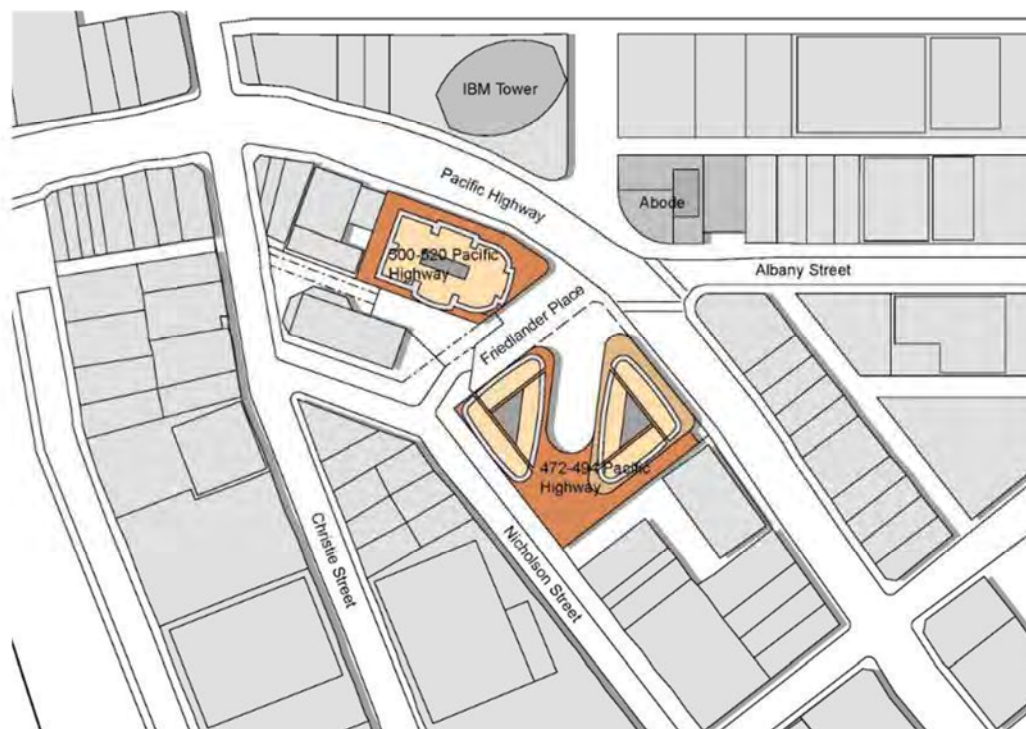 IBM Tower
Pacific Highway
Abode
500-520 Pacific
Highway
Albany Street
Friedlander Place
472-494 Pacific
Highway
Christie Street
Nicholson Street